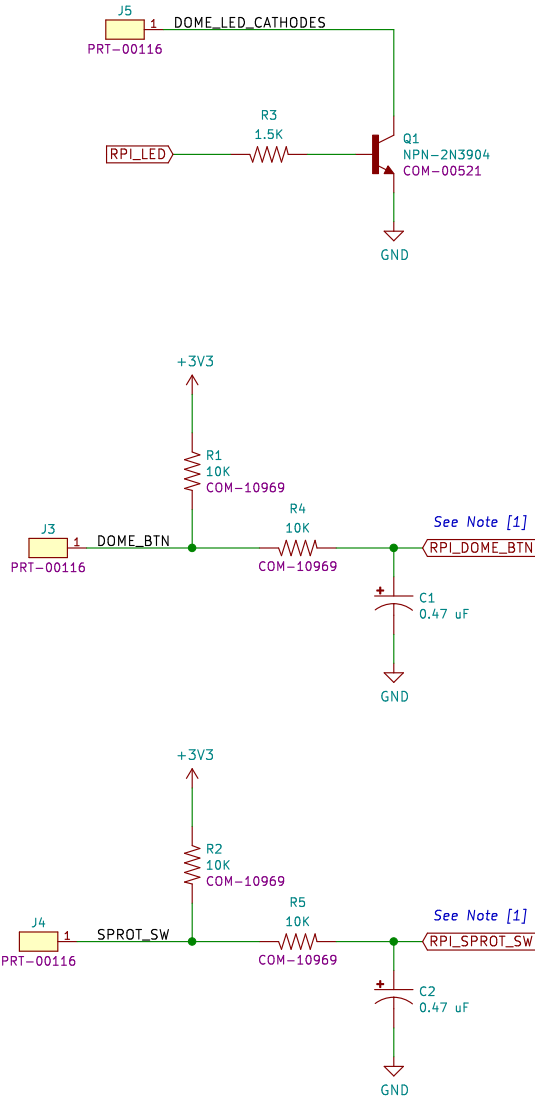 J5
1 DOME_LED_CATHODES
PRT-00116
R3
1.5K
RPI_LED
Q1
NPN-2N3904
COM-00521
GND
+3V3
R1
10K
COM-10969
J3
1 DOME_BTN
PRT-00116
R4
10K
COM-10969
See Note [1]
RPI_DOME_BTN
+
C1
0.47 uF
GND
+3V3
R2
10K
COM-10969
J4
1 SPROT_SW
PRT-00116
R5
10K
COM-10969
See Note [1]
RPI_SPROT_SW
+
C2
0.47 uF
GND